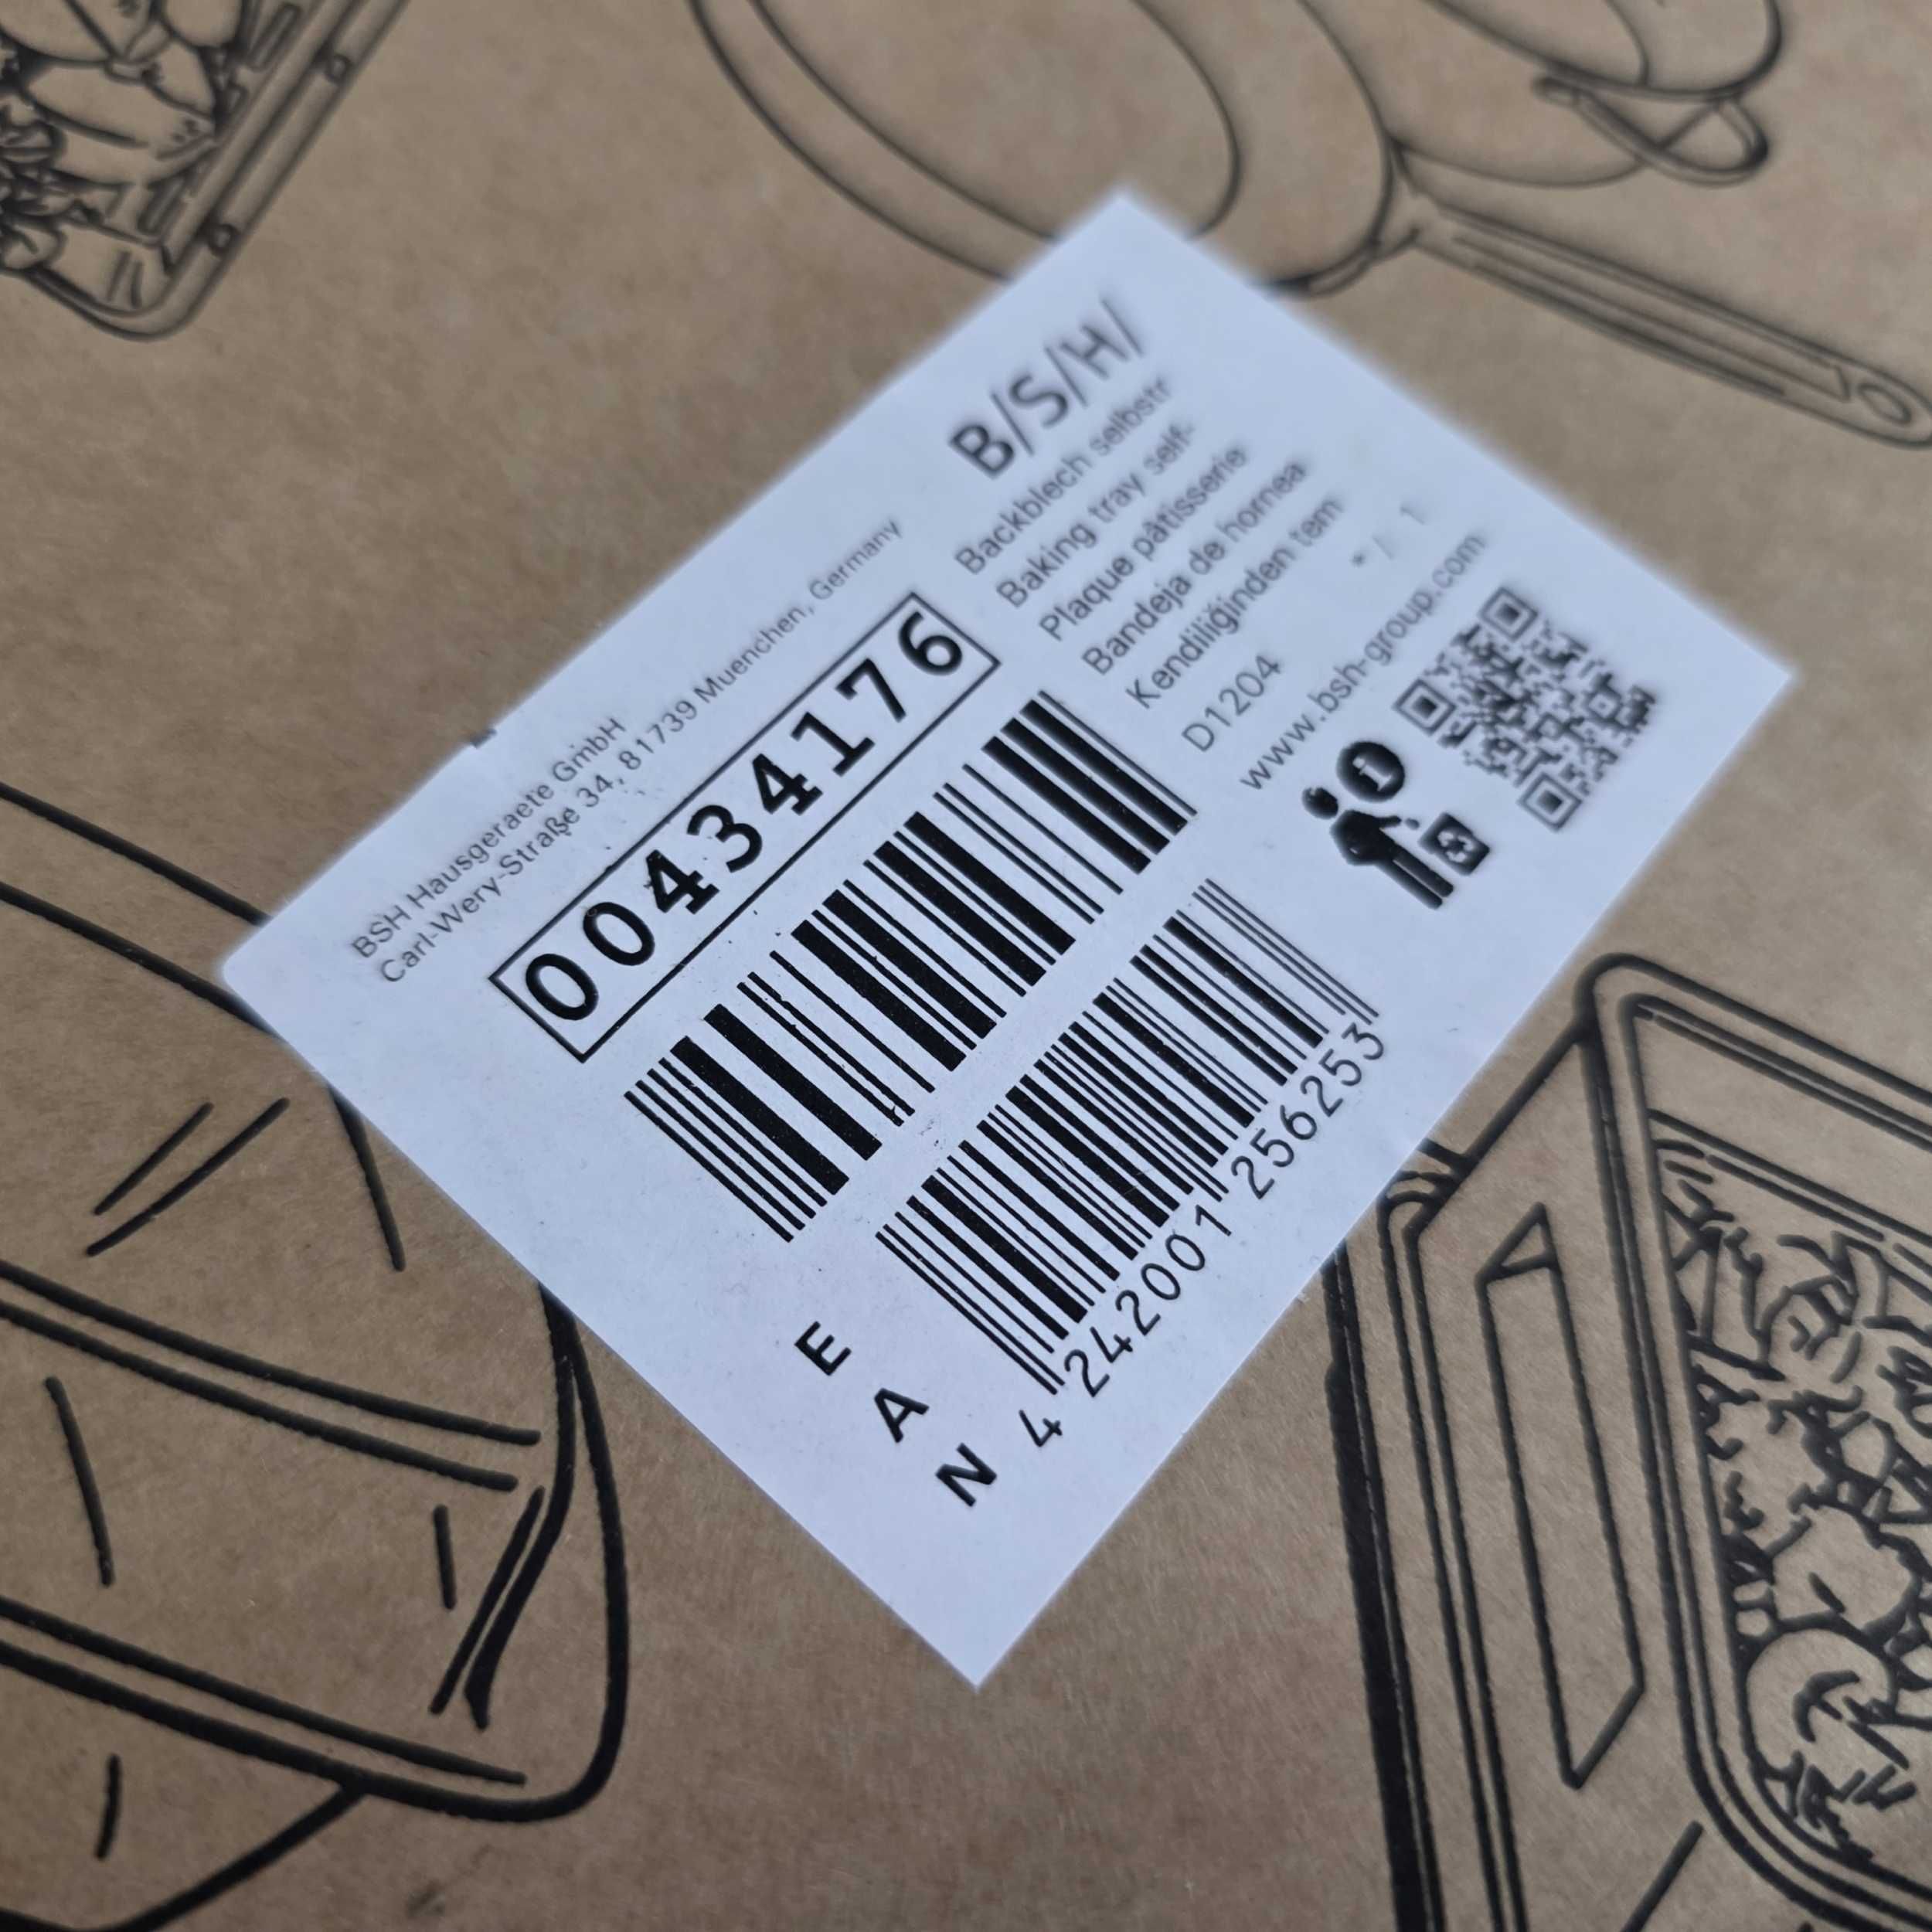 BSH Hausgeraete GmbH
Carl-Wery-Straße 34, 81739 Muenchen, Germany
00434176
B/S/H/
Backblech selbstr
Baking tray self-
Plaque pâtisserie
Bandeja de hornea
Kendiliğinden tem
D1204
* / 1
www.bsh-group.com
i
E
A
N
4 242001 256253